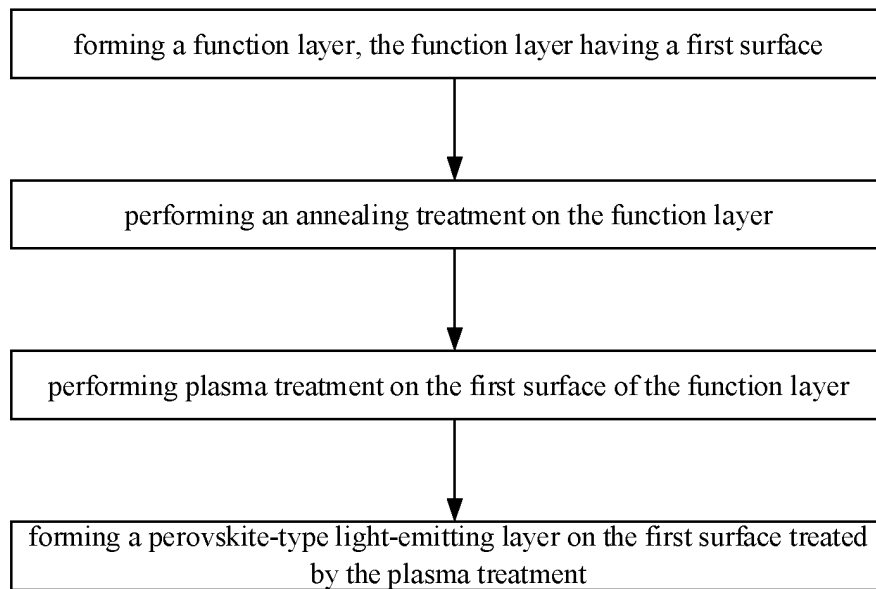 forming a function layer, the function layer having a first surface
performing an annealing treatment on the function layer
performing plasma treatment on the first surface of the function layer
forming a perovskite-type light-emitting layer on the first surface treated
by the plasma treatment